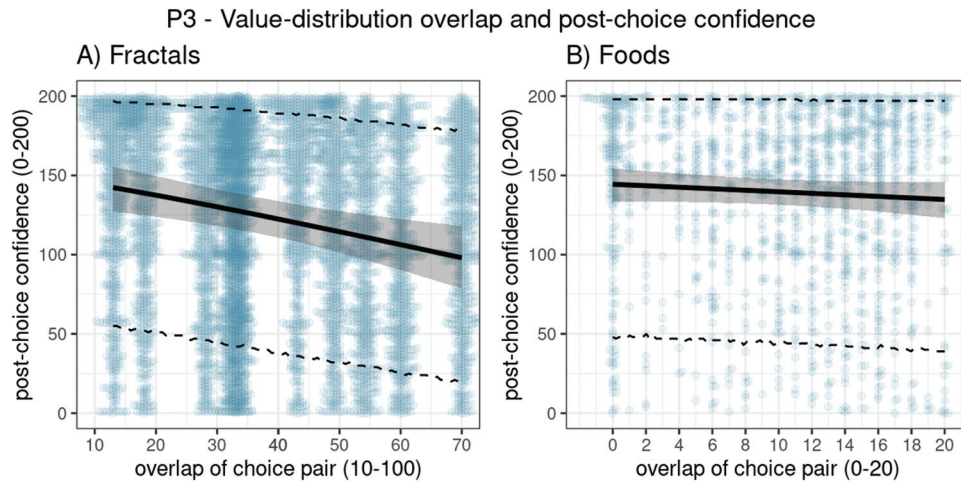 P3 - Value-distribution overlap and post-choice confidence
A) Fractals
post-choice confidence (0-200)
200
150
100
50
0
10 20 30 40 50 60 70
overlap of choice pair (10-100)
B) Foods
post-choice confidence (0-200)
200
150
100
50
0
0 2 4 6 8 10 12 14 16 18 20
overlap of choice pair (0-20)